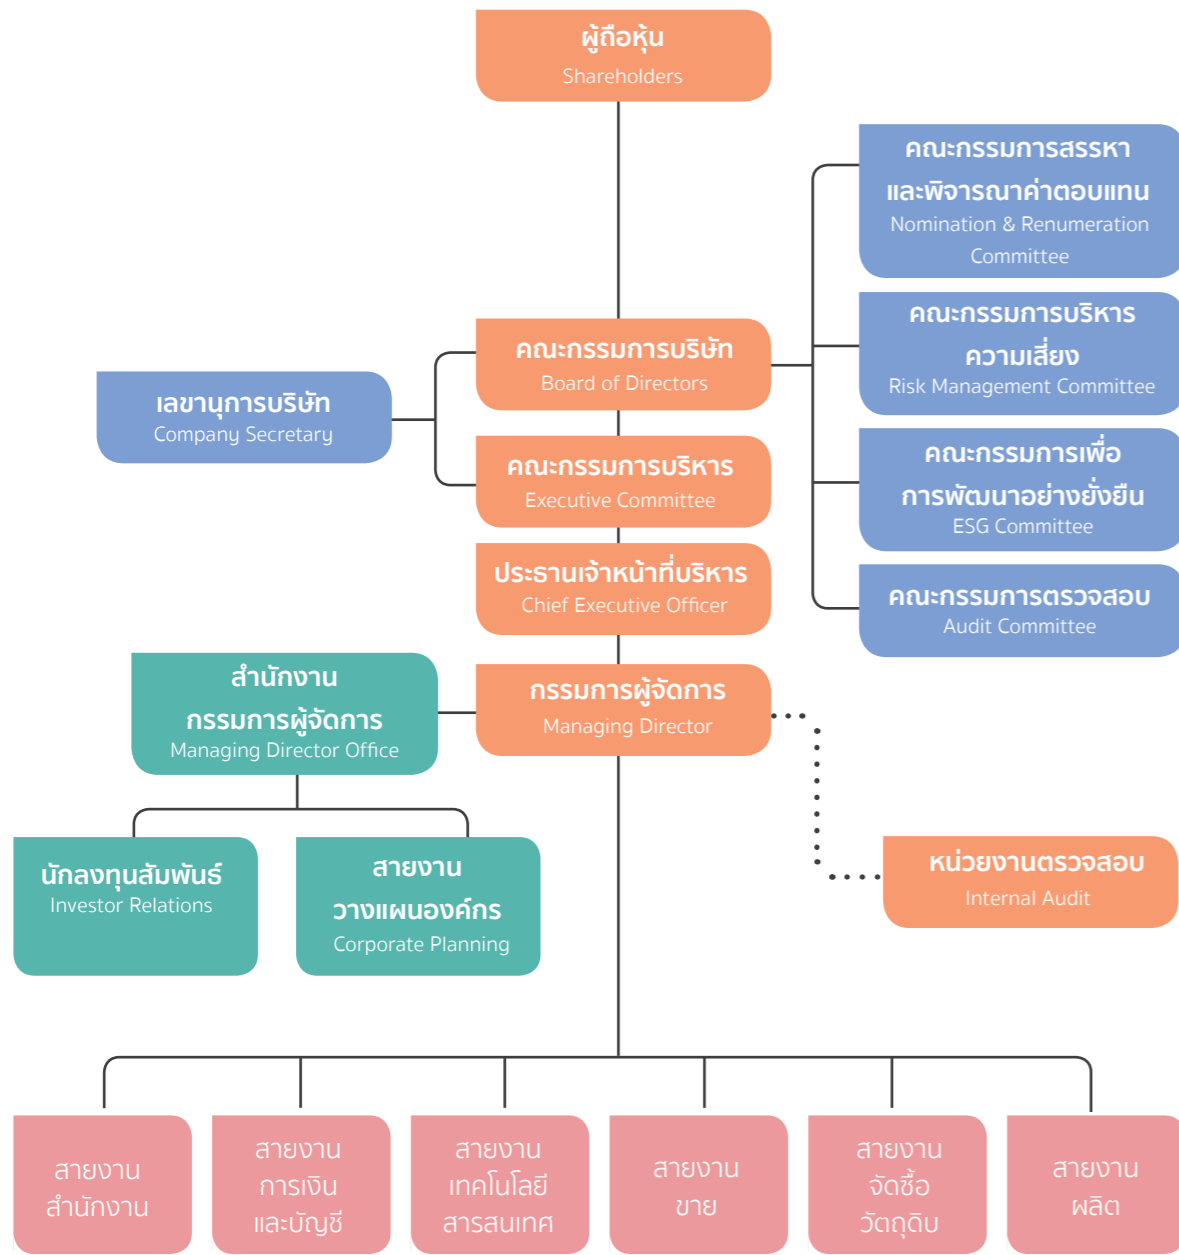 ผู้ถือหุ้น
Shareholders
คณะกรรมการสรรหา
และพิจารณาค่าตอบแทน
Nomination & Renumeration
Committee
คณะกรรมการบริหาร
ความเสี่ยง
Risk Management Committee
คณะกรรมการเพื่อ
การพัฒนาอย่างยั่งยืน
ESG Committee
คณะกรรมการตรวจสอบ
Audit Committee
คณะกรรมการบริษัท
Board of Directors
เลขานุการบริษัท
Company Secretary
คณะกรรมการบริหาร
Executive Committee
ประธานเจ้าหน้าที่บริหาร
Chief Executive Officer
กรรมการผู้จัดการ
Managing Director
สำนักงาน
กรรมการผู้จัดการ
Managing Director Office
นักลงทุนสัมพันธ์
Investor Relations
สายงาน
วางแผนองค์กร
Corporate Planning
หน่วยงานตรวจสอบ
Internal Audit
สายงาน
สำนักงาน
สายงาน
การเงิน
และบัญชี
สายงาน
เทคโนโลยี
สารสนเทศ
สายงาน
ขาย
สายงาน
จัดซื้อ
วัตถุดิบ
สายงาน
ผลิต